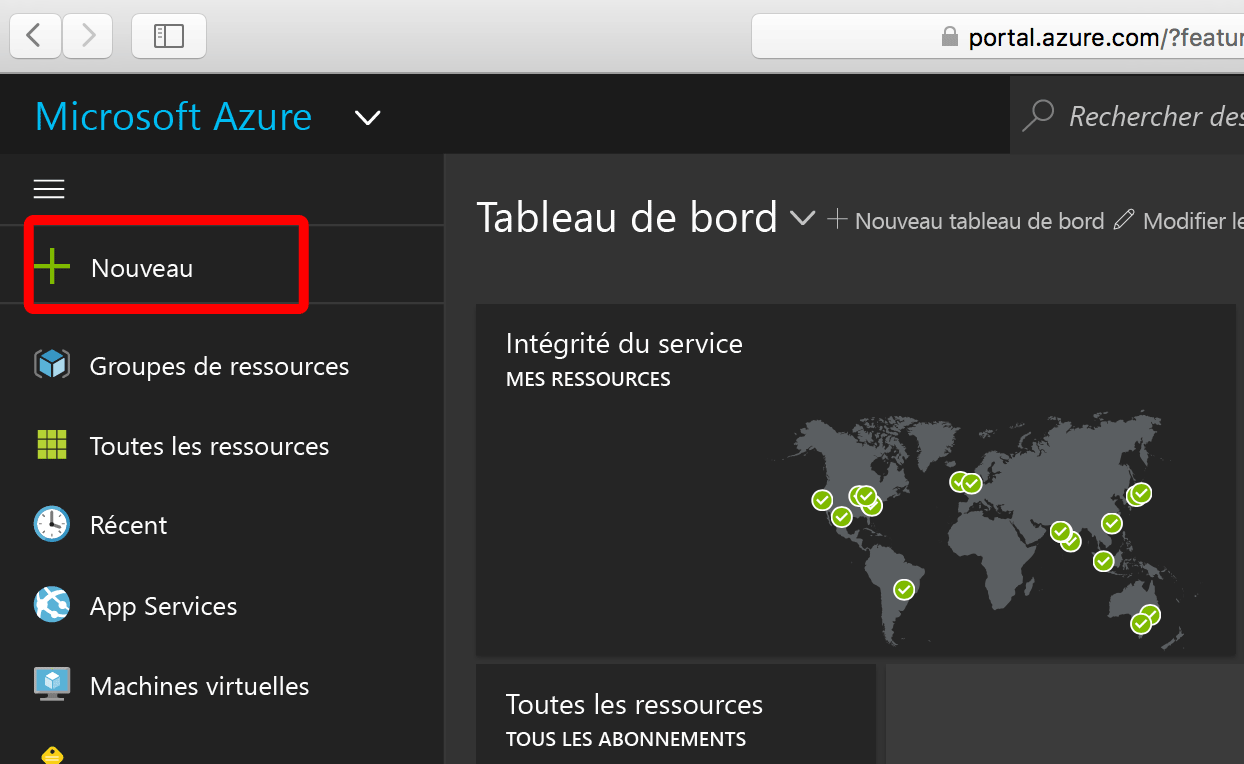 portal.azure.com/?featur
Microsoft Azure
Rechercher des
Tableau de bord
Nouveau tableau de bord
Modifier le
Nouveau
Groupes de ressources
Toutes les ressources
Récent
App Services
Machines virtuelles
Intégrité du service
MES RESSOURCES
Toutes les ressources
TOUS LES ABONNEMENTS